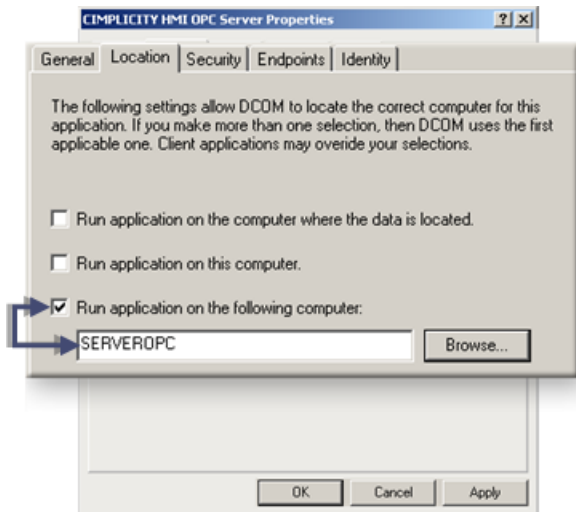 CIMPLICITY HMI OPC Server Properties
General Location Security Endpoints Identity
The following settings allow DCOM to locate the correct computer for this
application. If you make more than one selection, then DCOM uses the first
applicable one. Client applications may overide your selections.
Run application on the computer where the data is located.
Run application on this computer.
Run application on the following computer:
SERVEROPC
Browse...
OK Cancel Apply